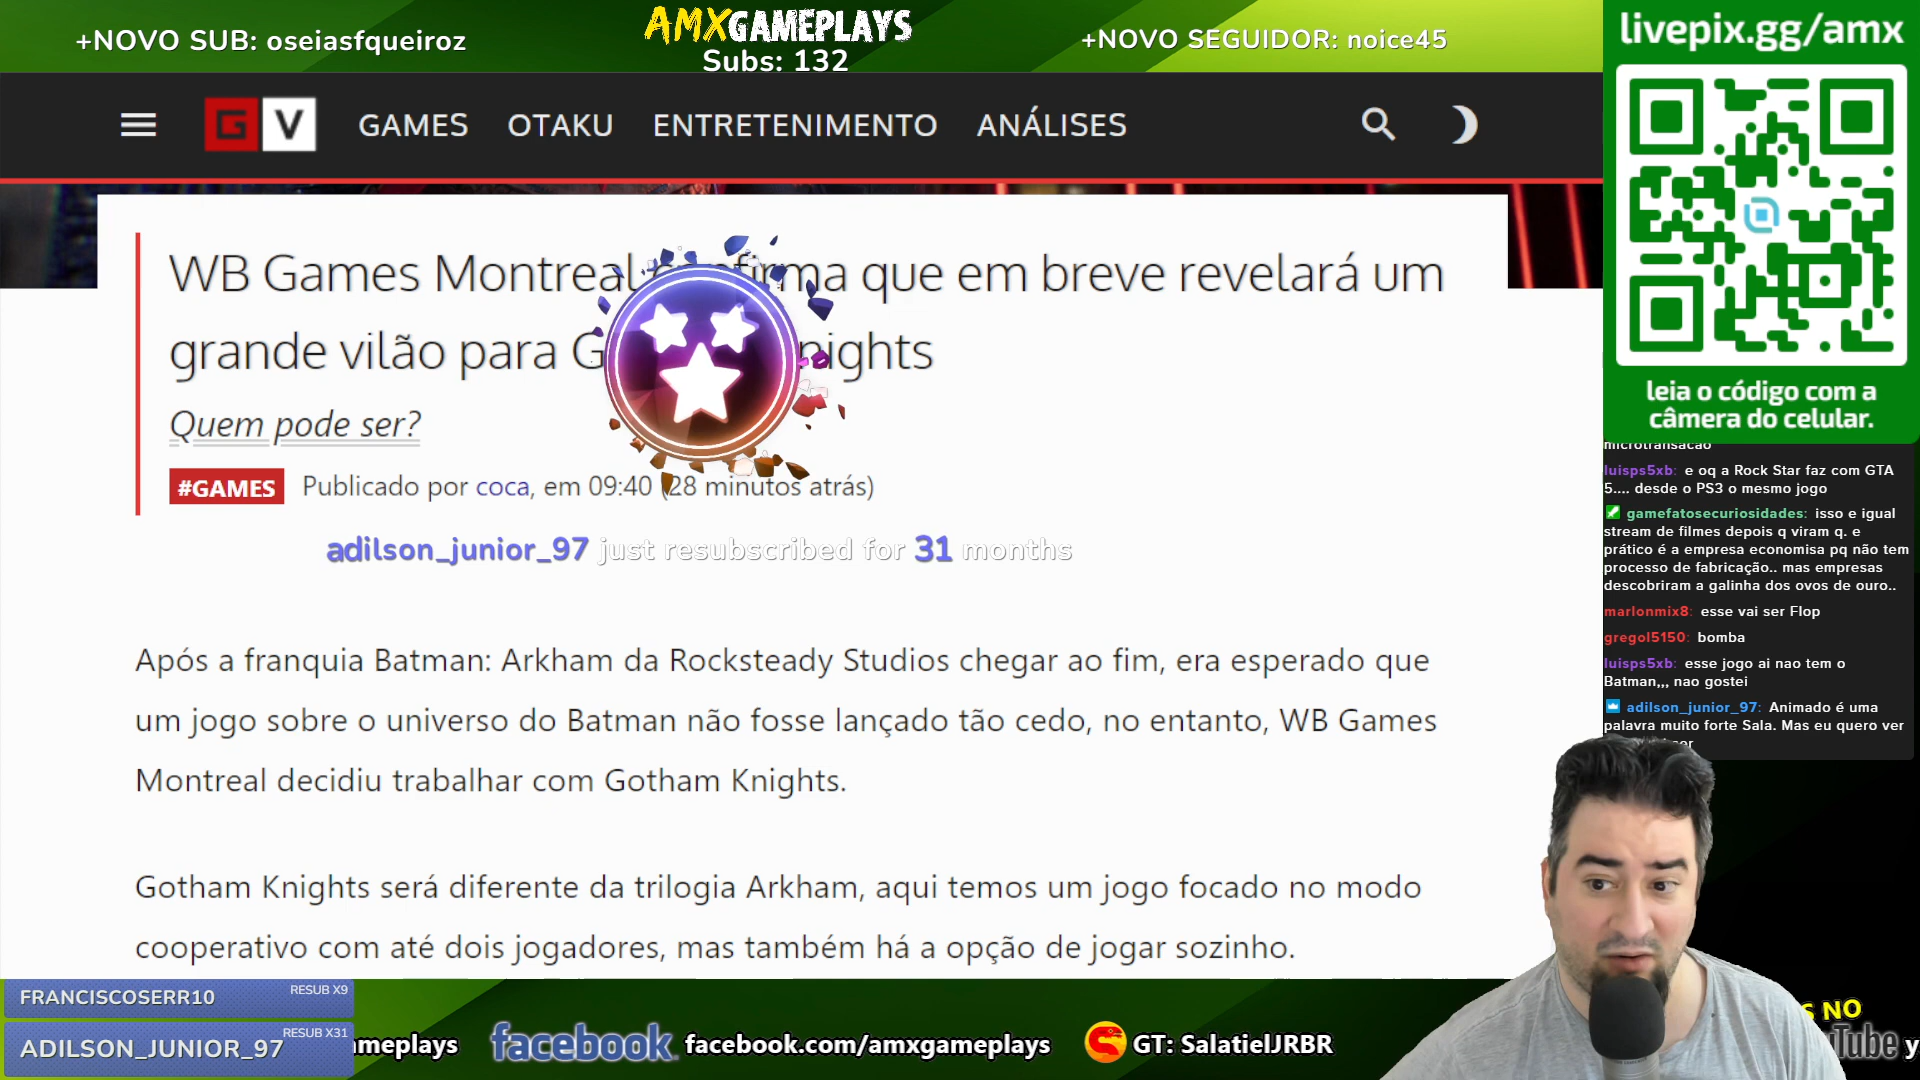 +NOVO SUB: oseiasfqueiroz
AMXGAMEPLAYS
Subs: 132
+NOVO SEGUIDOR: noice45
livepix.gg/amx
G V GAMES OTAKU ENTRETENIMENTO ANÁLISES
WB Games Montreal que em breve revelará um
grande vilão para
Quem pode ser?
#GAMES Publicado por coca, em 09:40 (28 minutos atrás)
adilson_junior_97 just resubscribed for 31 months
Após a franquia Batman: Arkham da Rocksteady Studios chegar ao fim, era esperado que
um jogo sobre o universo do Batman não fosse lançado tão cedo, no entanto, WB Games
Montreal decidiu trabalhar com Gotham Knights.
Gotham Knights será diferente da trilogia Arkham, aqui temos um jogo focado no modo
cooperativo com até dois jogadores, mas também há a opção de jogar sozinho.
leia o código com a
câmera do celular.
microtransacao
luisps5xb: e oq a Rock Star faz com GTA
5.... desde o PS3 o mesmo jogo
gamefatosecuriosidades: isso e igual
stream de filmes depois q viram q. e
prático é a empresa economisa pq não tem
processo de fabricação.. mas empresas
descobriram a galinha dos ovos de ouro..
marlonmix8: esse vai ser Flop
gregol5150: bomba
luisps5xb: esse jogo ai nao tem o
Batman,,, nao gostei
adilson_junior_97: Animado é uma
palavra muito forte Sala. Mas eu quero ver
FRANCISCOSERR10 RESUB X9
ADILSON_JUNIOR_97 RESUB X31
ameplays
facebook facebook.com/amxgameplays
GT: SalatielJRBR
S NO
Tube y